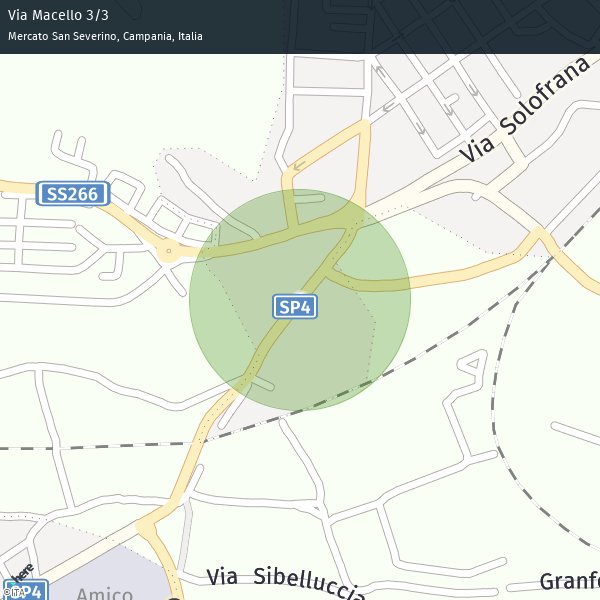 Via Macello 3/3
Mercato San Severino, Campania, Italia
Via Solofrana
SS266
SP4
Via Sibelluccia
Granfo
Amico
SP4
here